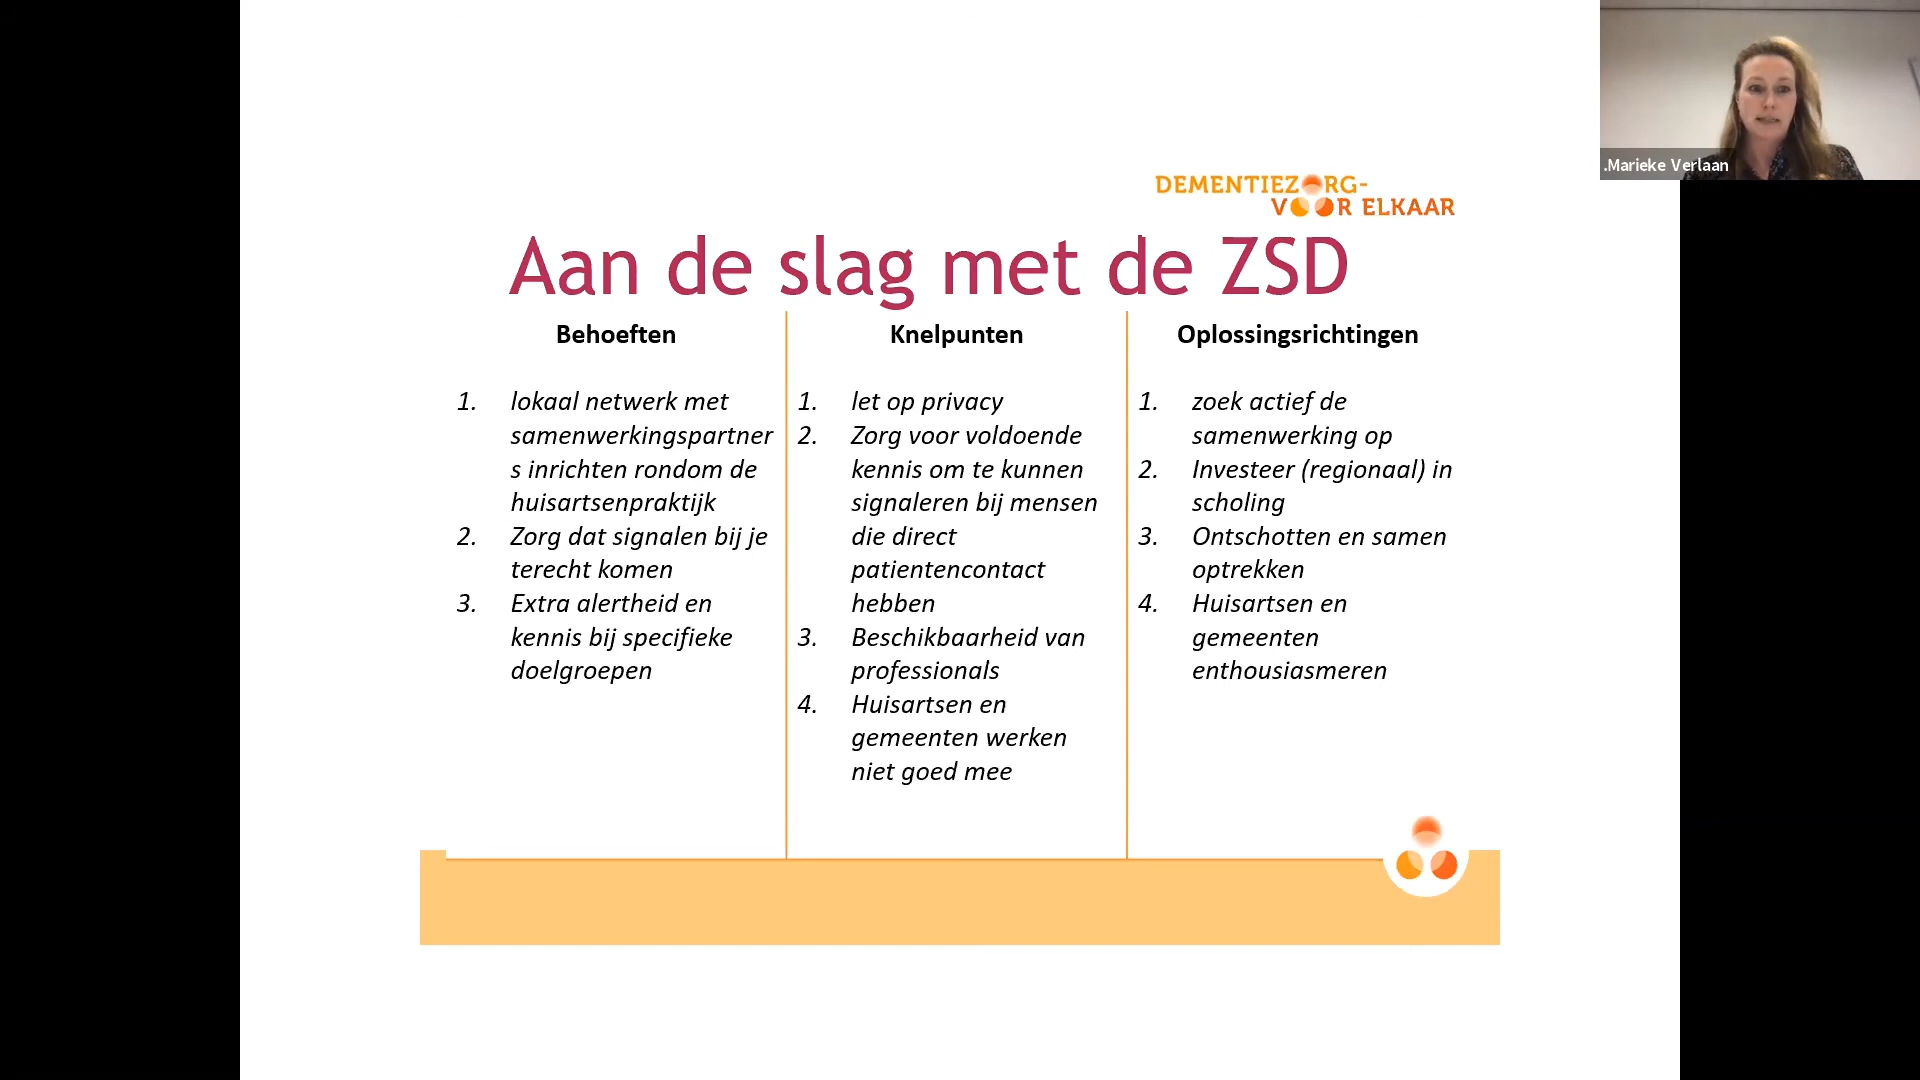 .Marieke Verlaan
DEMENTIEZORG-
VOOR ELKAAR
Aan de slag met de ZSD
Behoeften
1. lokaal netwerk met
samenwerkingspartner
s inrichten rondom de
huisartsenpraktijk
2. Zorg dat signalen bij je
terecht komen
3. Extra alertheid en
kennis bij specifieke
doelgroepen
Knelpunten
1. let op privacy
2. Zorg voor voldoende
kennis om te kunnen
signaleren bij mensen
die direct
patientencontact
hebben
3. Beschikbaarheid van
professionals
4. Huisartsen en
gemeenten werken
niet goed mee
Oplossingsrichtingen
1. zoek actief de
samenwerking op
2. Investeer (regionaal) in
scholing
3. Ontschotten en samen
optrekken
4. Huisartsen en
gemeenten
enthousiasmeren